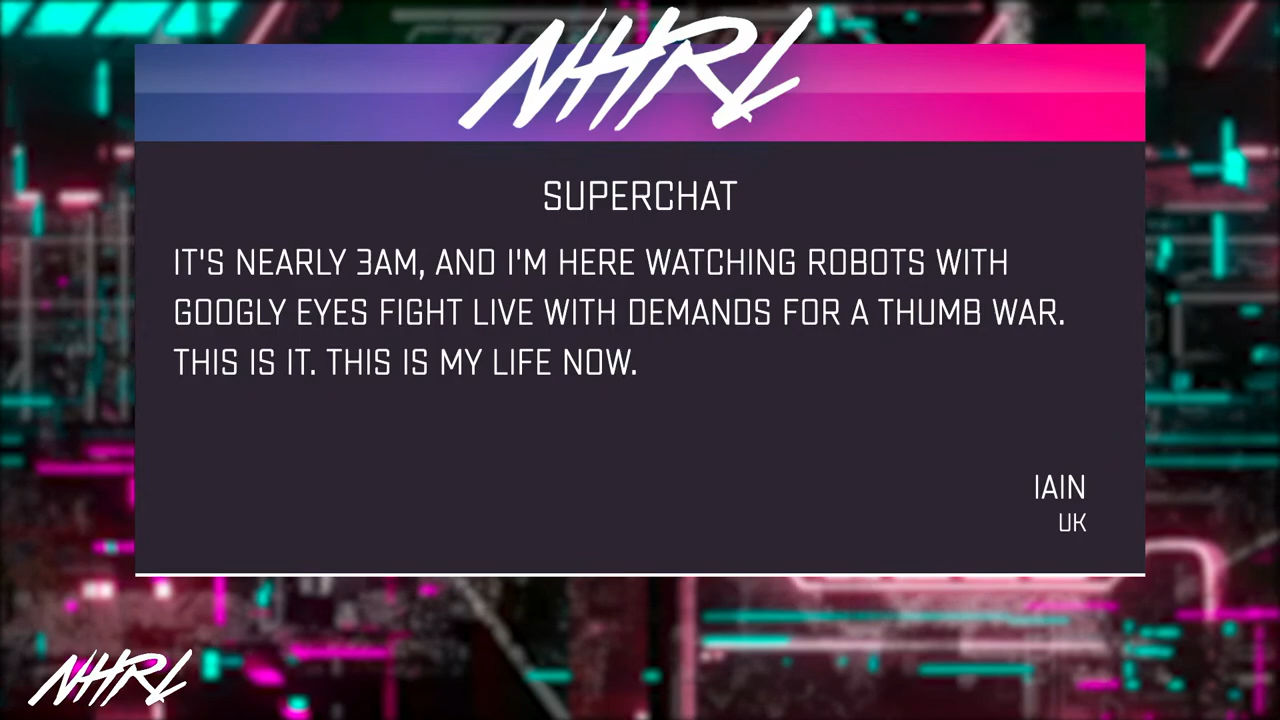 NHRL
SUPERCHAT
IT'S NEARLY 3AM, AND I'M HERE WATCHING ROBOTS WITH
GOOGLY EYES FIGHT LIVE WITH DEMANDS FOR A THUMB WAR.
THIS IS IT. THIS IS MY LIFE NOW.
IAIN
UK
NHRL